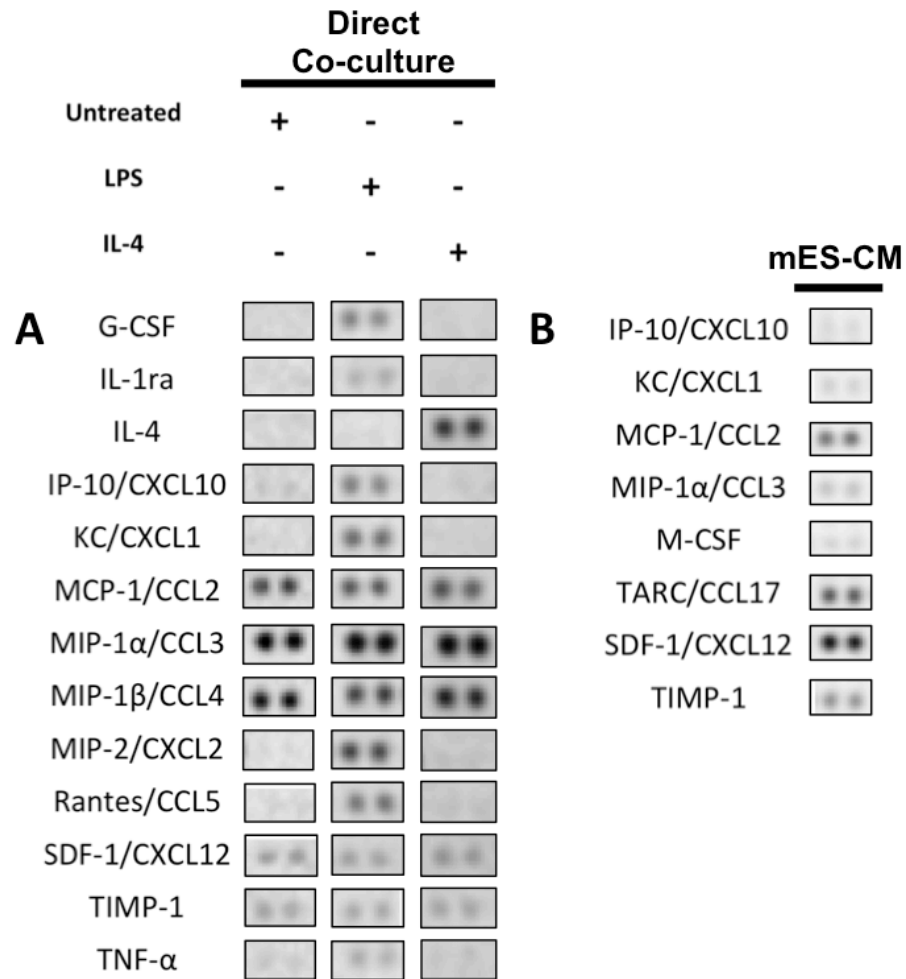 Direct
Co-culture
Untreated + - -
LPS - + -
IL-4 - - +
mES-CM
A
G-CSF
IL-1ra
IL-4
IP-10/CXCL10
KC/CXCL1
MCP-1/CCL2
MIP-1α/CCL3
MIP-1β/CCL4
MIP-2/CXCL2
Rantes/CCL5
SDF-1/CXCL12
TIMP-1
TNF-α
B
IP-10/CXCL10
KC/CXCL1
MCP-1/CCL2
MIP-1α/CCL3
M-CSF
TARC/CCL17
SDF-1/CXCL12
TIMP-1